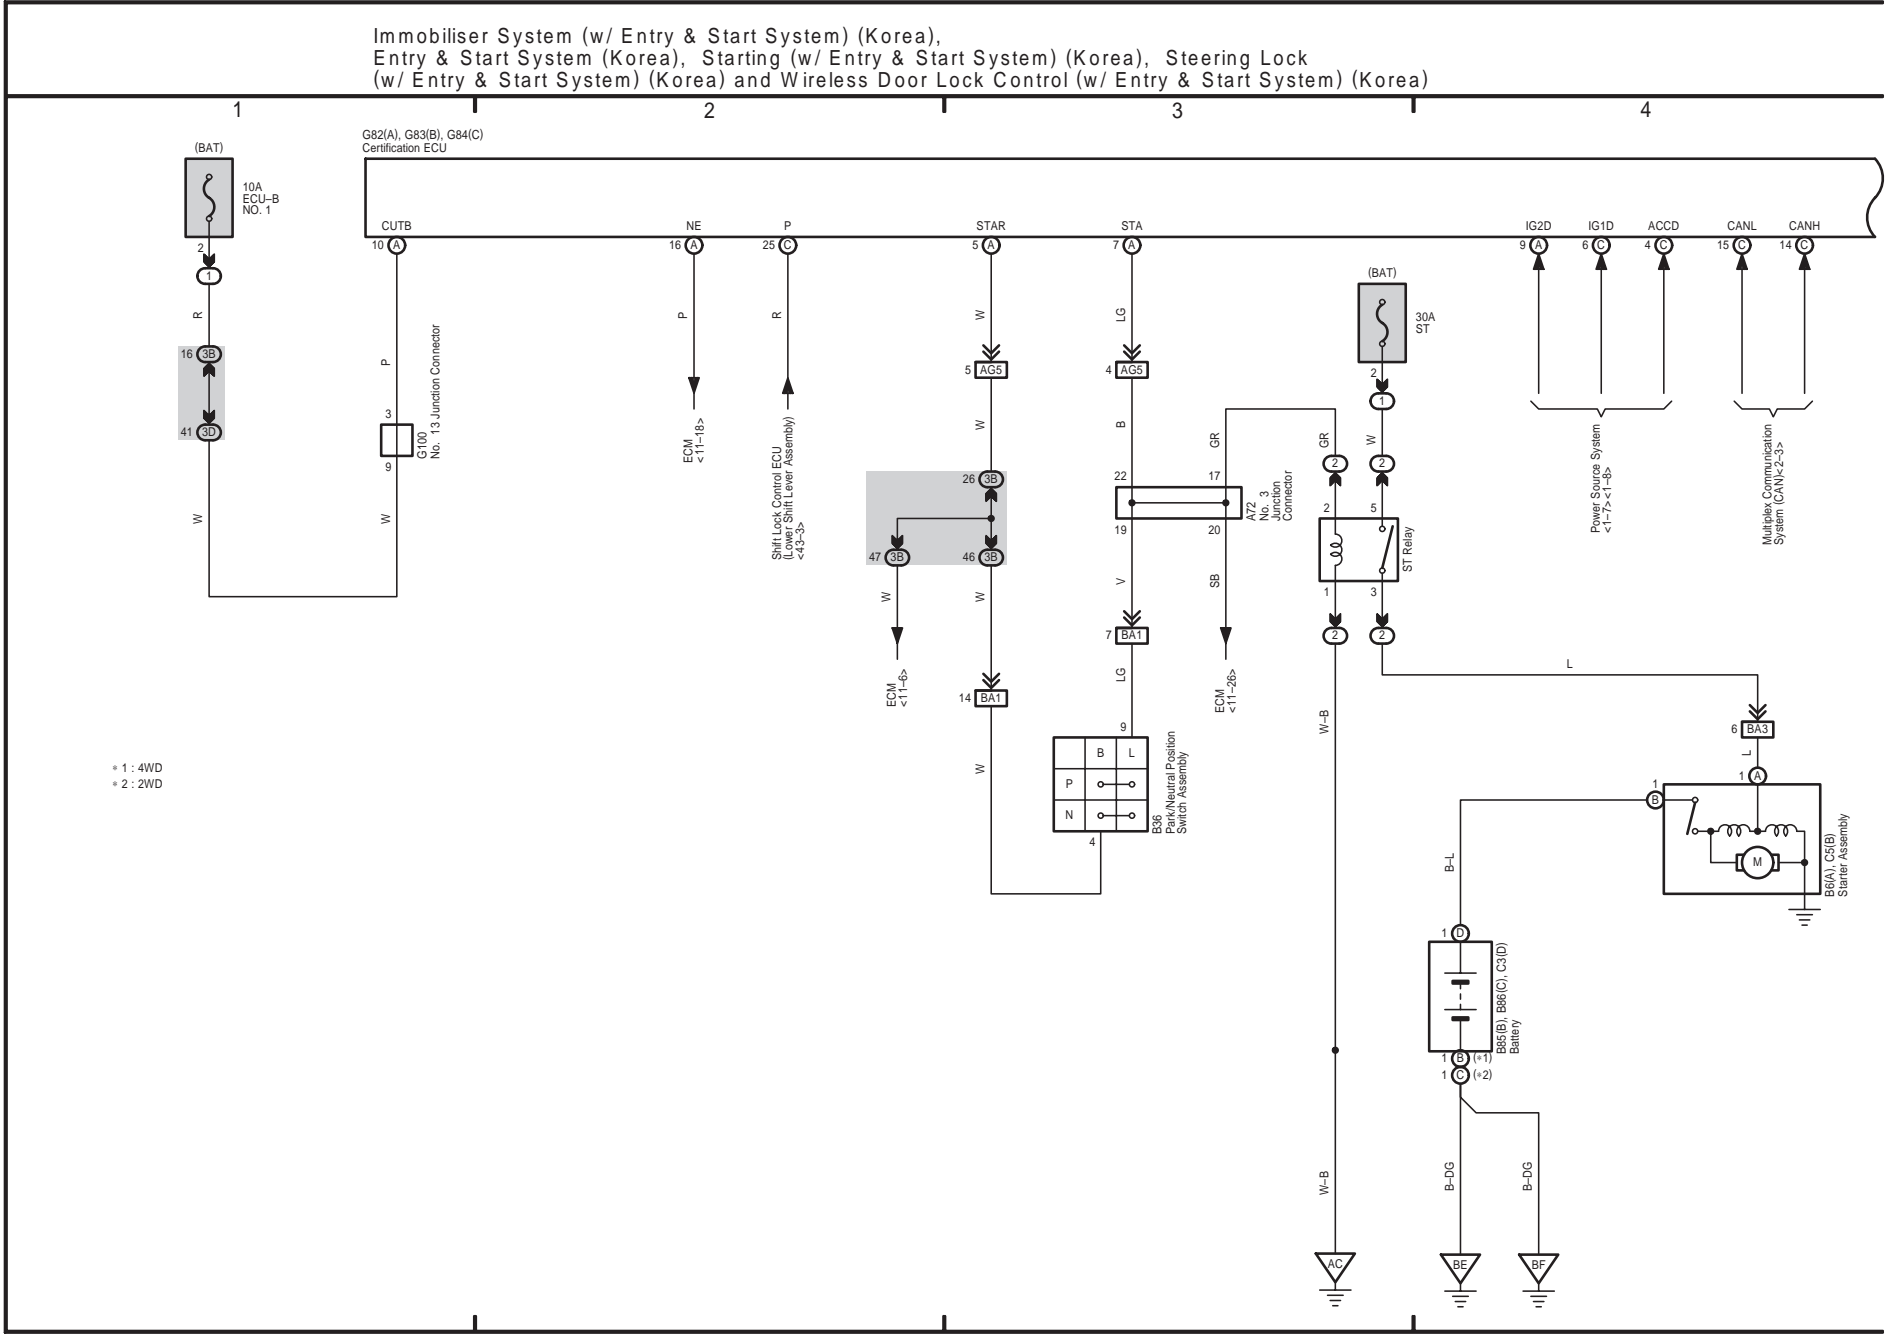 Immobiliser System (w/ Entry & Start System) (Korea),
Entry & Start System (Korea), Starting (w/ Entry & Start System) (Korea), Steering Lock
(w/ Entry & Start System) (Korea) and Wireless Door Lock Control (w/ Entry & Start System) (Korea)
1 2 3 4
G82(A), G83(B), G84(C)
Certification ECU
(BAT)
10A
ECU–B
NO. 1
CUTB NE P STAR STA IG2D IG1D ACCD CANL CANH
10 A 16 A 25 C 5 A 7 A 9 A 6 C 4 C 15 C 14 C
2
1
(BAT)
30A
ST
2
1
R P P R W LG
16 3B
41 3D
5 AG5
4 AG5
3
9
G100
No. 13 Junction Connector
W W
ECM
<11–18>
Shift Lock Control ECU
(Lower Shift Lever Assembly)
<43–3>
W B GR GR W
2 2
26 3B
47 3B
46 3B
22 17
19 20
A72
No. 3
Junction
Connector
2 5
1 3
ST Relay
2 2
Power Source System
<1–7><1–8>
Multiplex Communication
System (CAN)<2–3>
W W V SB
7 BA1
ECM
<11–6>
14 BA1
LG
ECM
<11–26>
L
W–B
6 BA3
L
W
9
B L
P
N
4
B36
Park/Neutral Position
Switch Assembly
* 1 : 4WD
* 2 : 2WD
1 A
1
B
M
B6(A), C5(B)
Starter Assembly
B–L
1 D
B85(B), B86(C), C3(D)
Battery
1 B (*1)
1 C (*2)
W–B B–DG B–DG
AC BE BF